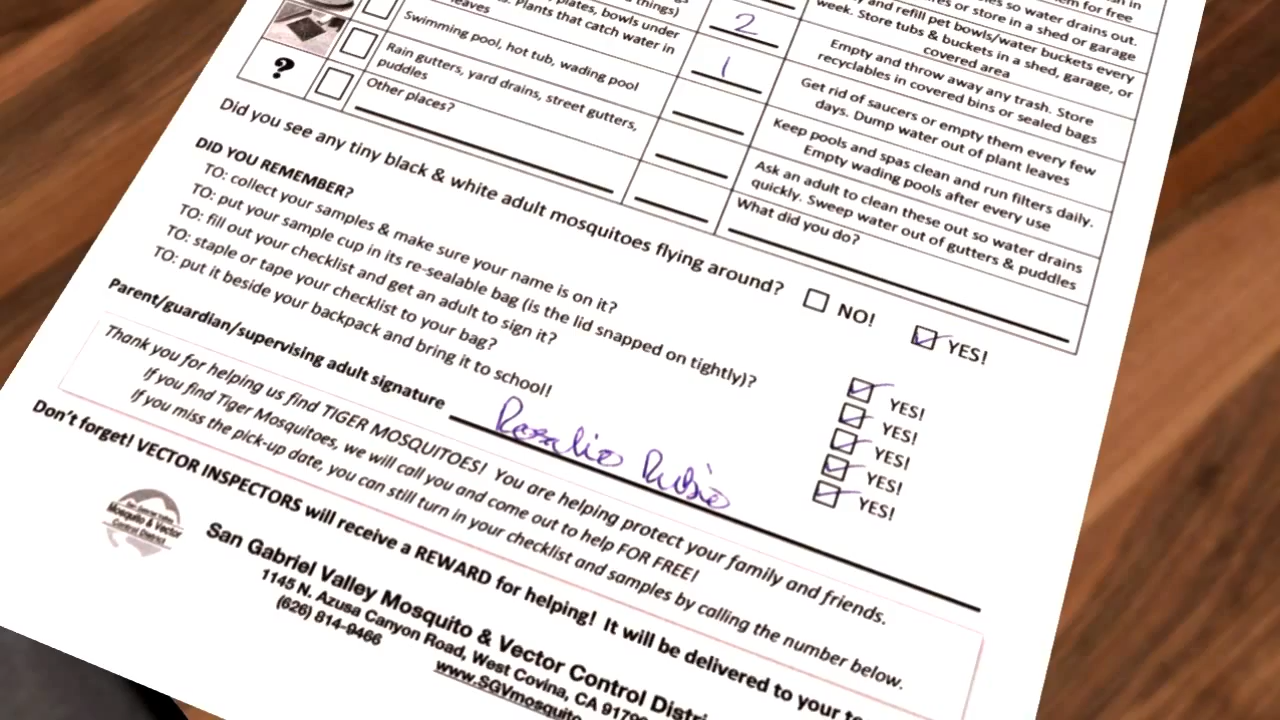 things)
plates, bowls under
Plants that catch water in
leaves
2
Swimming pool, hot tub, wading pool
1
Rain gutters, yard drains, street gutters,
puddles
?
Other places?
so water drains out.
or store in a shed or garage
and refill pet bowls/water buckets every
week. Store tubs & buckets in a shed, garage, or
covered area
Empty and throw away any trash. Store
recyclables in covered bins or sealed bags
Get rid of saucers or empty them every few
days. Dump water out of plant leaves
Keep pools and spas clean and run filters daily.
Empty wading pools after every use
Ask an adult to clean these out so water drains
quickly. Sweep water out of gutters & puddles
What did you do?
Did you see any tiny black & white adult mosquitoes flying around? NO! YES!
DID YOU REMEMBER?
TO: collect your samples & make sure your name is on it? YES!
TO: put your sample cup in its re-sealable bag (is the lid snapped on tightly)? YES!
TO: fill out your checklist and get an adult to sign it? YES!
TO: staple or tape your checklist to your bag? YES!
TO: put it beside your backpack and bring it to school! YES!
Parent/guardian/supervising adult signature Rosalio Rubio
Thank you for helping us find TIGER MOSQUITOES! You are helping protect your family and friends.
If you find Tiger Mosquitoes, we will call you and come out to help FOR FREE!
If you miss the pick-up date, you can still turn in your checklist and samples by calling the number below.
Don't forget! VECTOR INSPECTORS will receive a REWARD for helping! It will be delivered to your
San Gabriel Valley
Mosquito & Vector
Control District
San Gabriel Valley Mosquito & Vector Control Distri
1145 N. Azusa Canyon Road, West Covina, CA 9179
(626) 814-9466
www.SGVmosquito